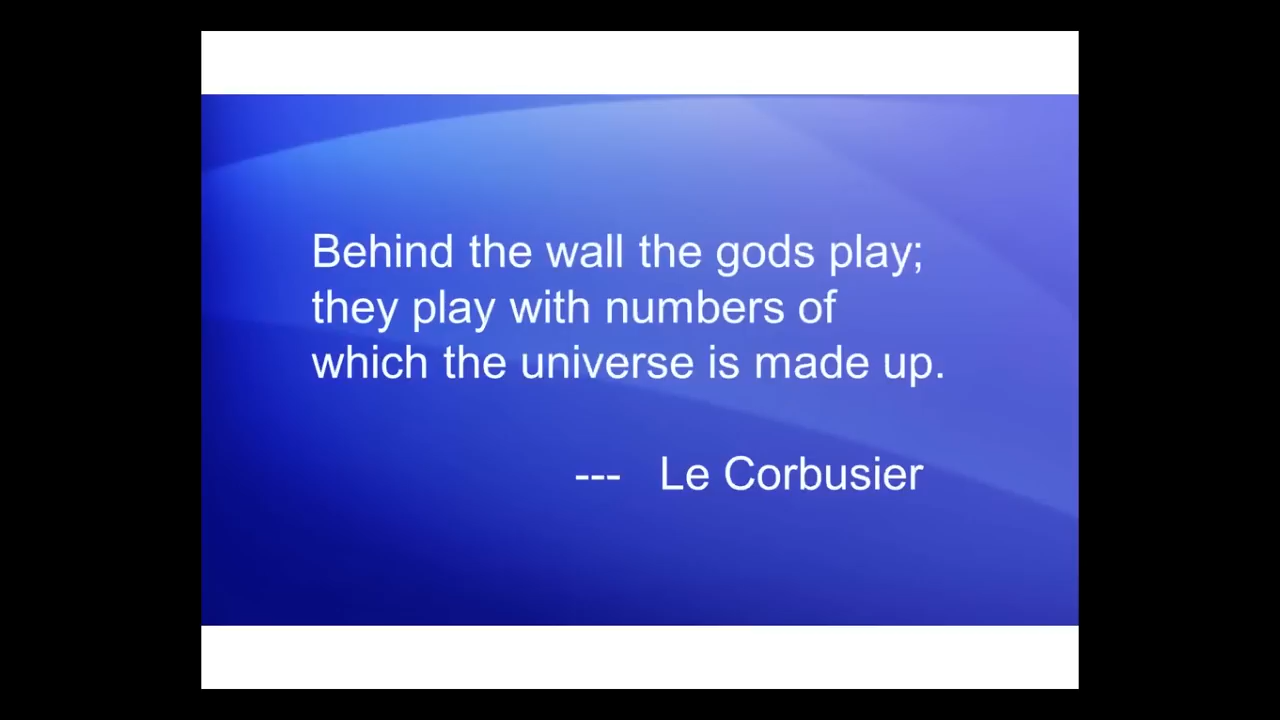 Behind the wall the gods play;
they play with numbers of
which the universe is made up.
--- Le Corbusier